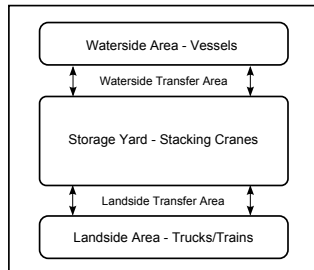 Waterside Area - Vessels
Waterside Transfer Area
Storage Yard - Stacking Cranes
Landside Transfer Area
Landside Area - Trucks/Trains